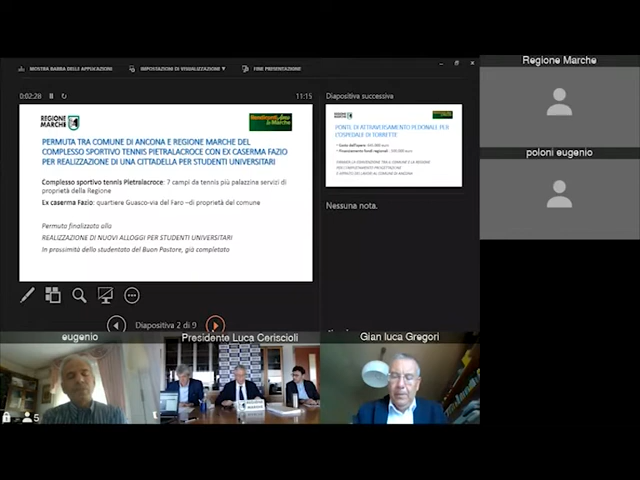 MOSTRA BARRA DELLE APPLICAZIONI
IMPOSTAZIONI DI VISUALIZZAZIONE ▼
FINE PRESENTAZIONE
0:02:28
11:15
REGIONE
MARCHE
PERMUTA TRA COMUNE DI ANCONA E REGIONE MARCHE DEL
COMPLESSO SPORTIVO TENNIS PIETRALACROCE CON EX CASERMA FAZIO
PER REALIZZAZIONE DI UNA CITTADELLA PER STUDENTI UNIVERSITARI
Complesso sportivo tennis Pietralacroce: 7 campi da tennis più palazzine servizi di
proprietà della Regione
Ex caserma Fazio: quartiere Guasco-via del Faro –di proprietà del comune
Permuta finalizzata alla
REALIZZAZIONE DI NUOVI ALLOGGI PER STUDENTI UNIVERSITARI
In prossimità dello studentato del Buon Pastore, già completato
Diapositiva 2 di 9
Diapositiva successiva
REGIONE
MARCHE
PONTE DI ATTRAVERSAMENTO PEDONALE PER
L'OSPEDALE DI TORRETTE
Nessuna nota.
Regione Marche
poloni eugenio
eugenio
Presidente Luca Ceriscioli
Gian luca Gregori
5